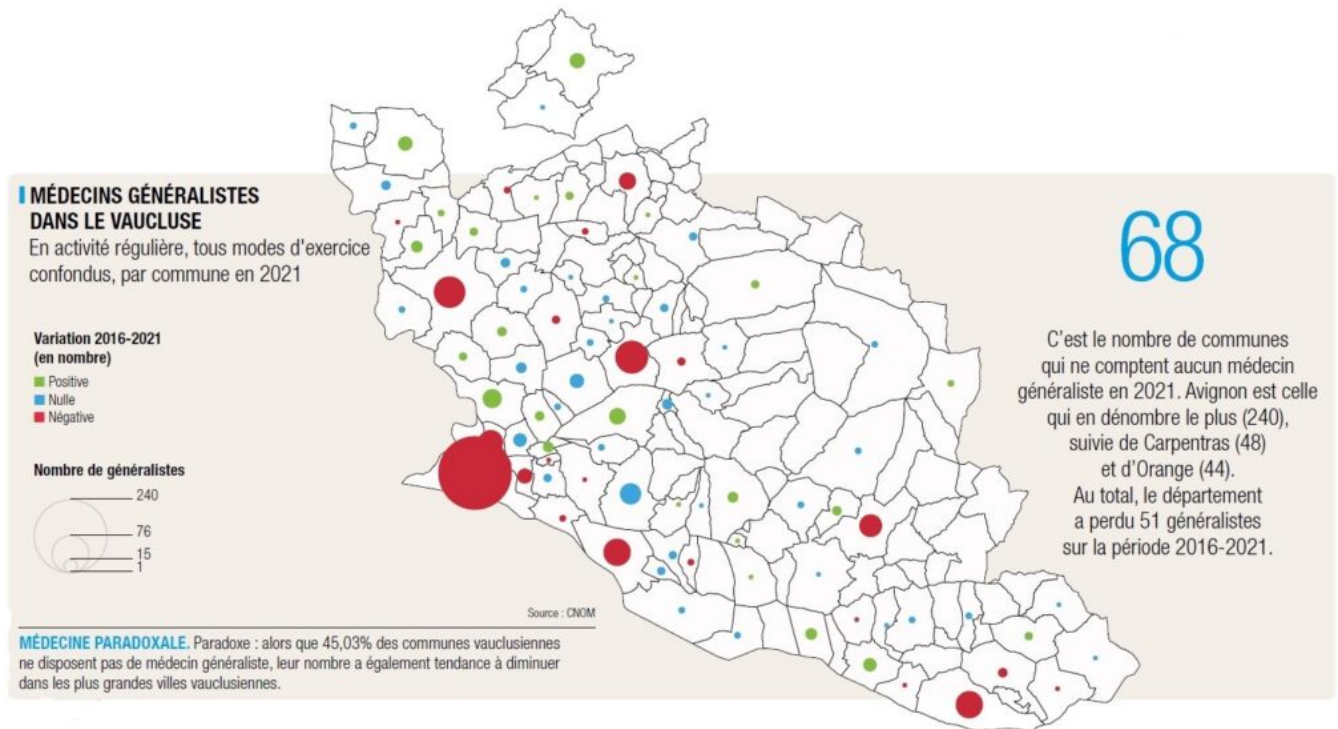 MÉDECINS GÉNÉRALISTES
DANS LE VAUCLUSE
En activité régulière, tous modes d'exercice
confondus, par commune en 2021
Variation 2016-2021
(en nombre)
Positive
Nulle
Négative
Nombre de généralistes
240
76
15
1
Source : CNOM
MÉDECINE PARADOXALE. Paradoxe : alors que 45,03% des communes vauclusiennes
ne disposent pas de médecin généraliste, leur nombre a également tendance à diminuer
dans les plus grandes villes vauclusiennes.
68
C'est le nombre de communes
qui ne comptent aucun médecin
généraliste en 2021. Avignon est celle
qui en dénombre le plus (240),
suivie de Carpentras (48)
et d'Orange (44).
Au total, le département
a perdu 51 généralistes
sur la période 2016-2021.